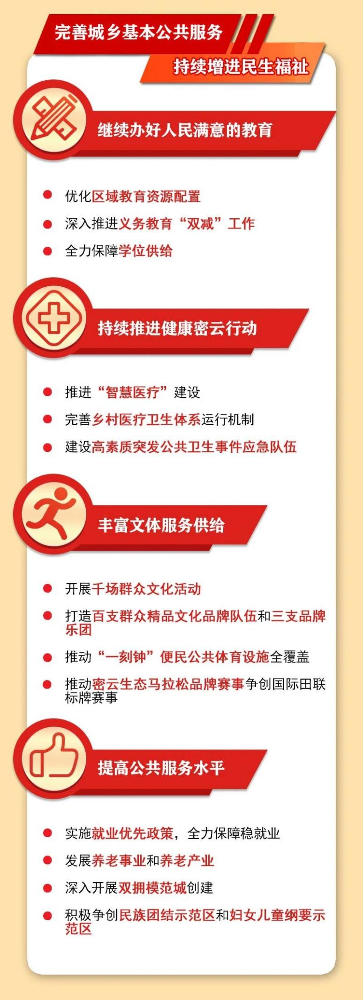 完善城乡基本公共服务
持续增进民生福祉
继续办好人民满意的教育
优化区域教育资源配置
深入推进义务教育“双减”工作
全力保障学位供给
持续推进健康密云行动
推进“智慧医疗”建设
完善乡村医疗卫生体系运行机制
建设高素质突发公共卫生事件应急队伍
丰富文体服务供给
开展千场群众文化活动
打造百支群众精品文化品牌队伍和三支品牌
乐团
推动“一刻钟”便民公共体育设施全覆盖
推动密云生态马拉松品牌赛事争创国际田联
标牌赛事
提高公共服务水平
实施就业优先政策，全力保障稳就业
发展养老事业和养老产业
深入开展双拥模范城创建
积极争创民族团结示范区和妇女儿童纲要示
范区